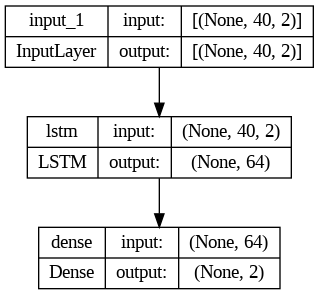 input_1 input: [(None, 40, 2)]
InputLayer output: [(None, 40, 2)]
lstm input: (None, 40, 2)
LSTM output: (None, 64)
dense input: (None, 64)
Dense output: (None, 2)